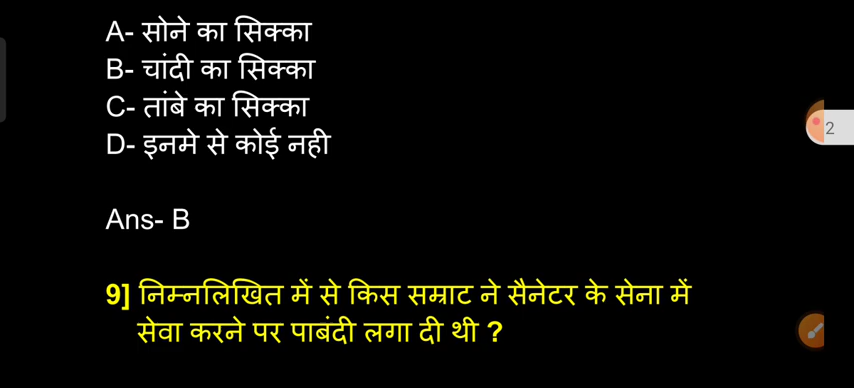 A- सोने का सिक्का
B- चांदी का सिक्का
C- तांबे का सिक्का
D- इनमे से कोई नही
2
Ans- B
9] निम्नलिखित में से किस सम्राट ने सैनेटर के सेना में
सेवा करने पर पाबंदी लगा दी थी ?